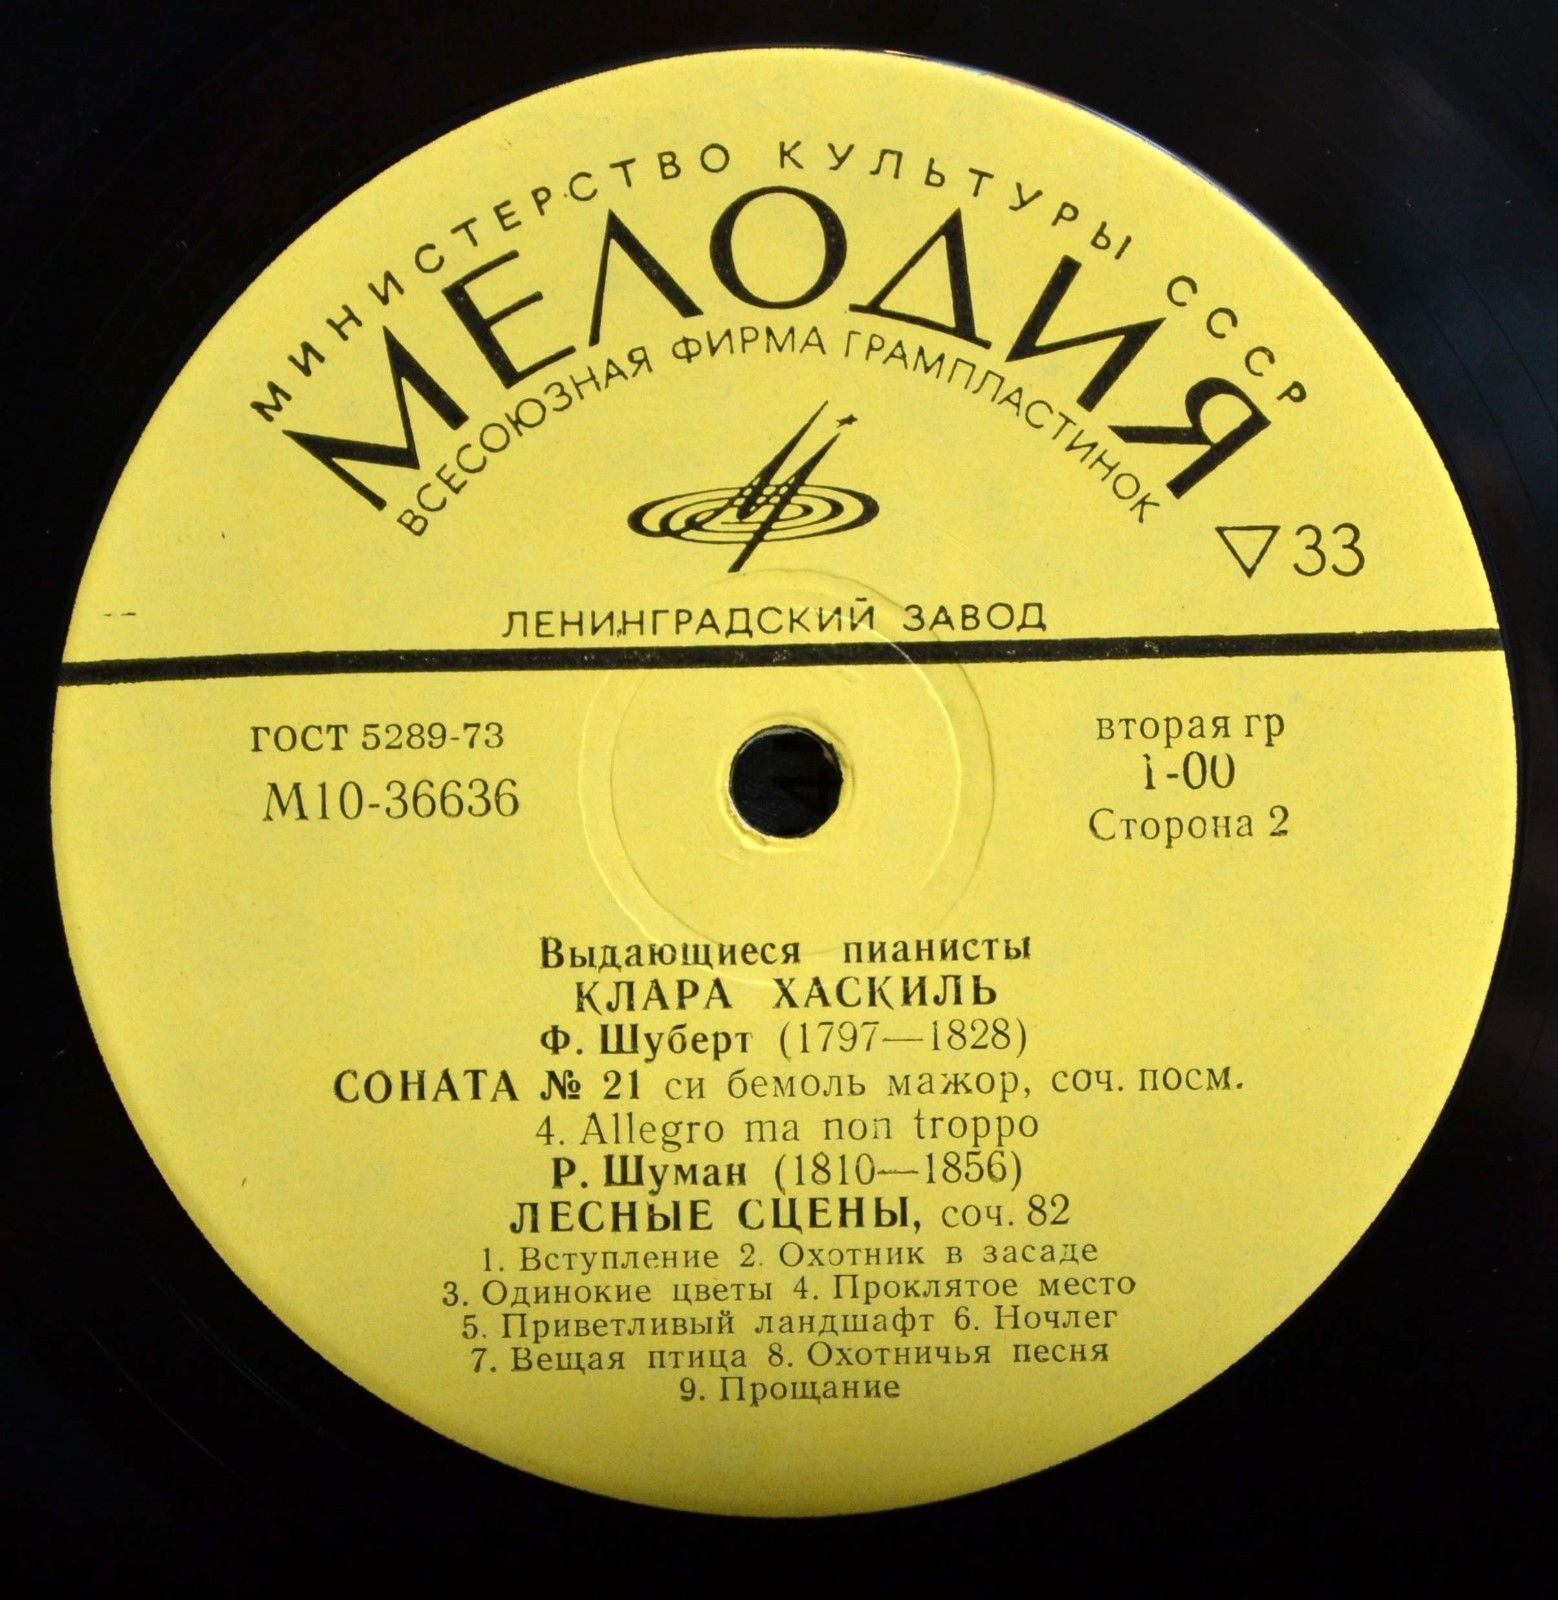 МИНИСТЕРСТВО КУЛЬТУРЫ СССР
МЕЛОДИЯ
ВСЕСОЮЗНАЯ ФИРМА ГРАМПЛАСТИНОК
33
ЛЕНИНГРАДСКИЙ ЗАВОД
ГОСТ 5289-73
М10-36636
вторая гр
1-00
Сторона 2
Выдающиеся пианисты
КЛАРА ХАСКИЛЬ
Ф. Шуберт (1797—1828)
СОНАТА № 21 си бемоль мажор, соч. посм.
4. Allegro ma non troppo
Р. Шуман (1810—1856)
ЛЕСНЫЕ СЦЕНЫ, соч. 82
1. Вступление 2. Охотник в засаде
3. Одинокие цветы 4. Проклятое место
5. Приветливый ландшафт 6. Ночлег
7. Вещая птица 8. Охотничья песня
9. Прощание